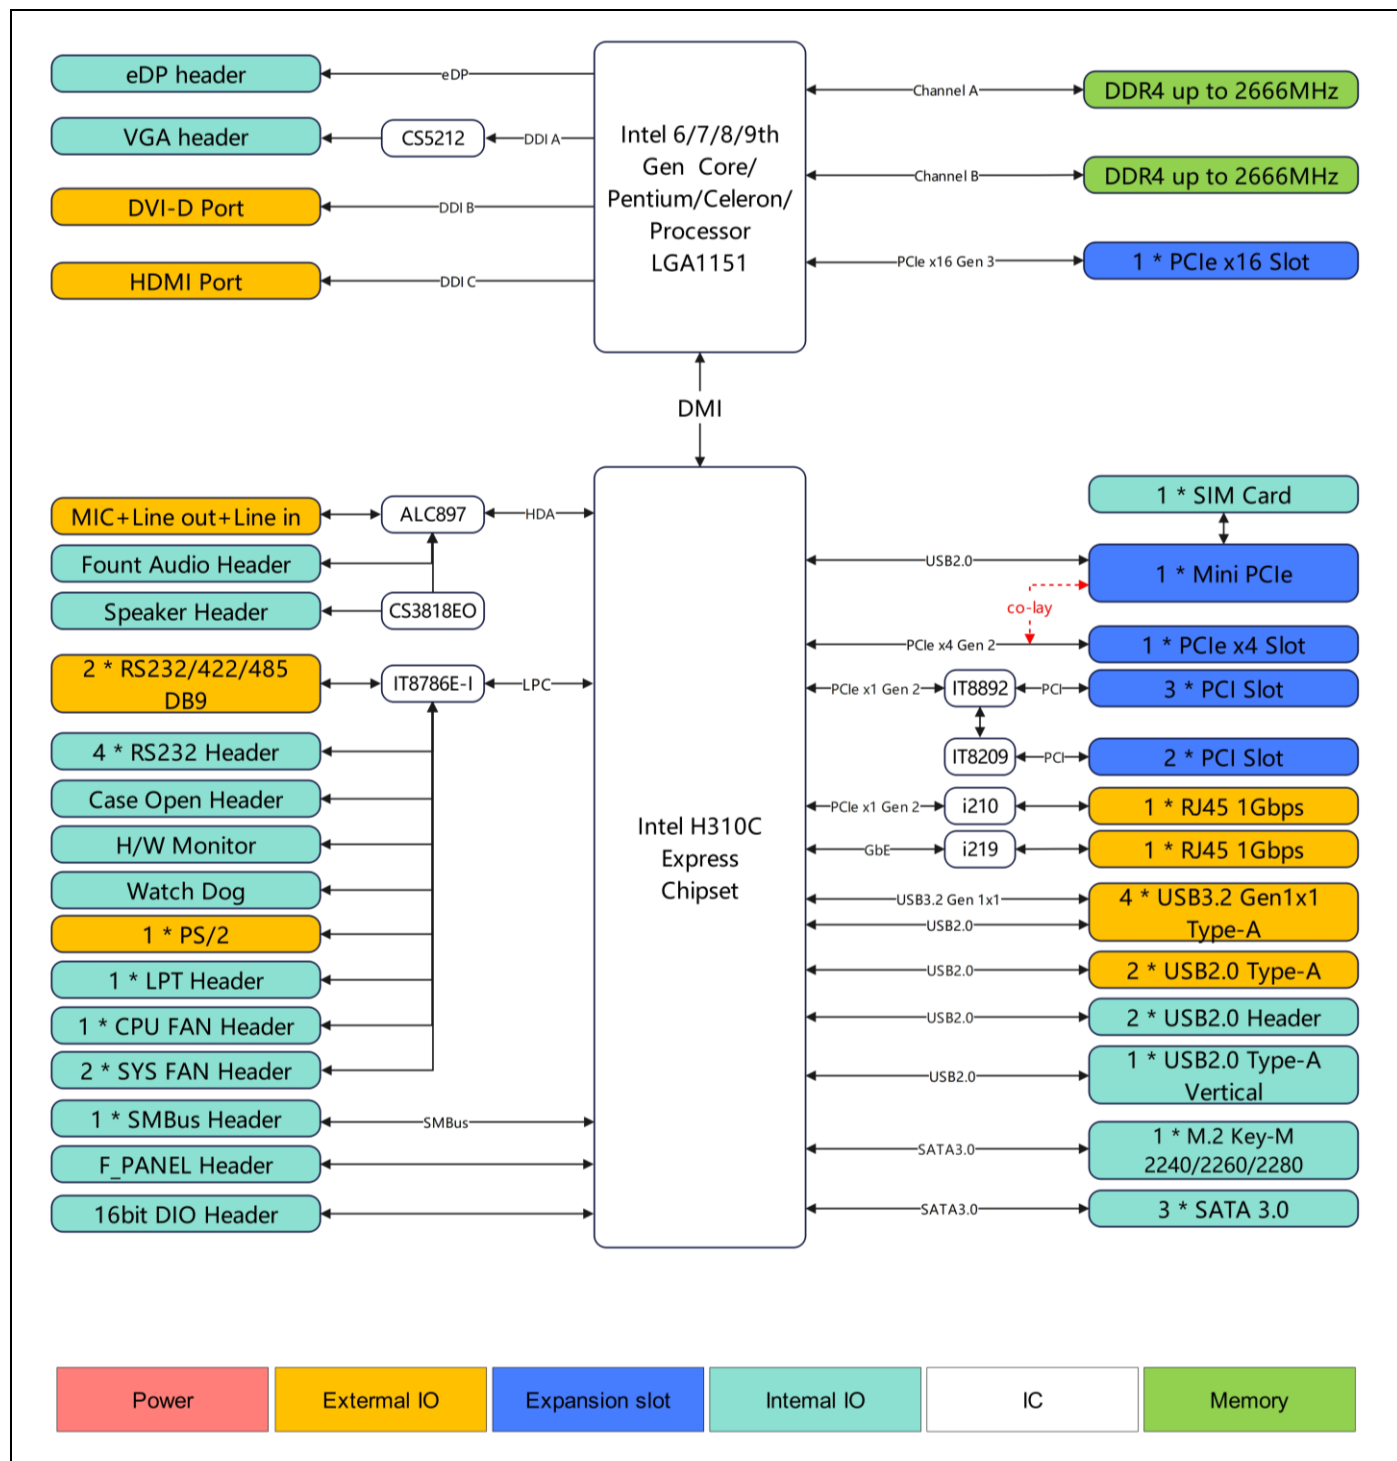 eDP header
eDP
VGA header
CS5212
DDI A
DVI-D Port
DDI B
HDMI Port
DDI C
Intel 6/7/8/9th
Gen Core/
Pentium/Celeron/
Processor
LGA1151
Channel A
DDR4 up to 2666MHz
Channel B
DDR4 up to 2666MHz
PCIe x16 Gen 3
1 * PCIe x16 Slot
DMI
MIC+Line out+Line in
ALC897
HDA
Fount Audio Header
Speaker Header
CS3818EO
2 * RS232/422/485
DB9
IT8786E-I
LPC
4 * RS232 Header
Case Open Header
H/W Monitor
Watch Dog
1 * PS/2
1 * LPT Header
1 * CPU FAN Header
2 * SYS FAN Header
1 * SMBus Header
SMBus
F_PANEL Header
16bit DIO Header
Intel H310C
Express
Chipset
1 * SIM Card
USB2.0
1 * Mini PCIe
co-lay
PCIe x4 Gen 2
1 * PCIe x4 Slot
PCIe x1 Gen 2
IT8892
PCI
3 * PCI Slot
IT8209
PCI
2 * PCI Slot
PCIe x1 Gen 2
i210
1 * RJ45 1Gbps
GbE
i219
1 * RJ45 1Gbps
USB3.2 Gen 1x1
USB2.0
4 * USB3.2 Gen1x1
Type-A
USB2.0
2 * USB2.0 Type-A
USB2.0
2 * USB2.0 Header
USB2.0
1 * USB2.0 Type-A
Vertical
SATA3.0
1 * M.2 Key-M
2240/2260/2280
SATA3.0
3 * SATA 3.0
Power
Extermal IO
Expansion slot
Intemal IO
IC
Memory